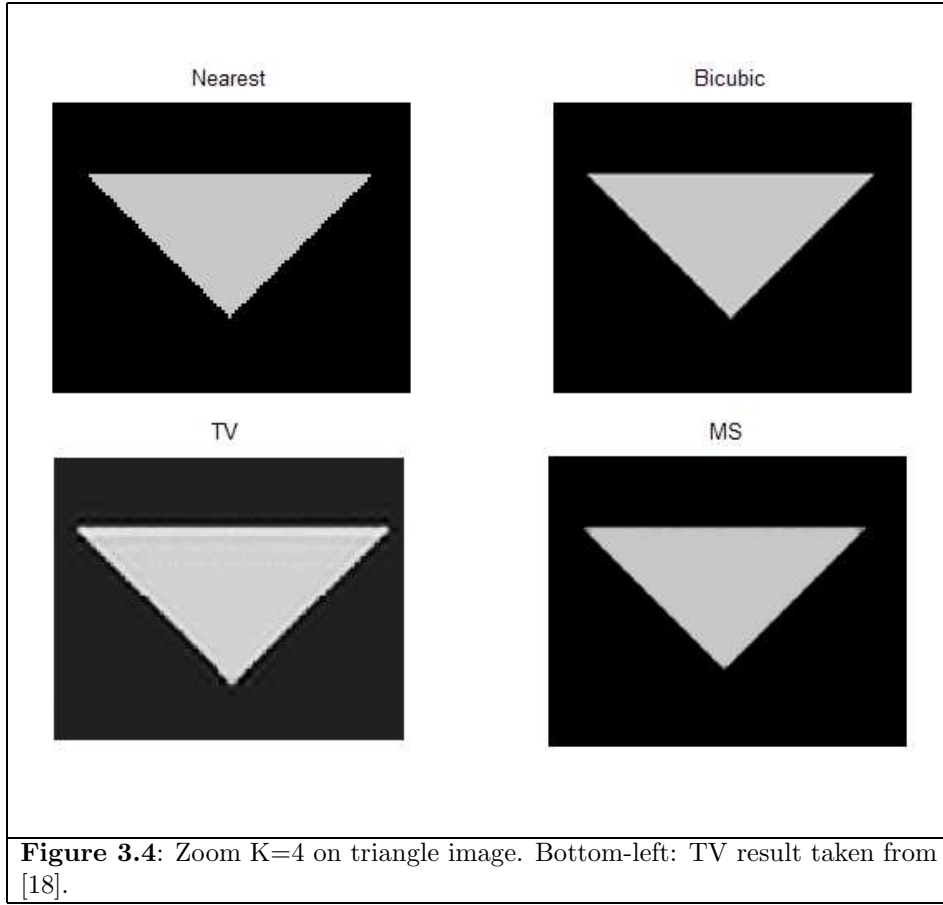 Nearest
Bicubic
TV
MS
Figure 3.4: Zoom K=4 on triangle image. Bottom-left: TV result taken from
[18].